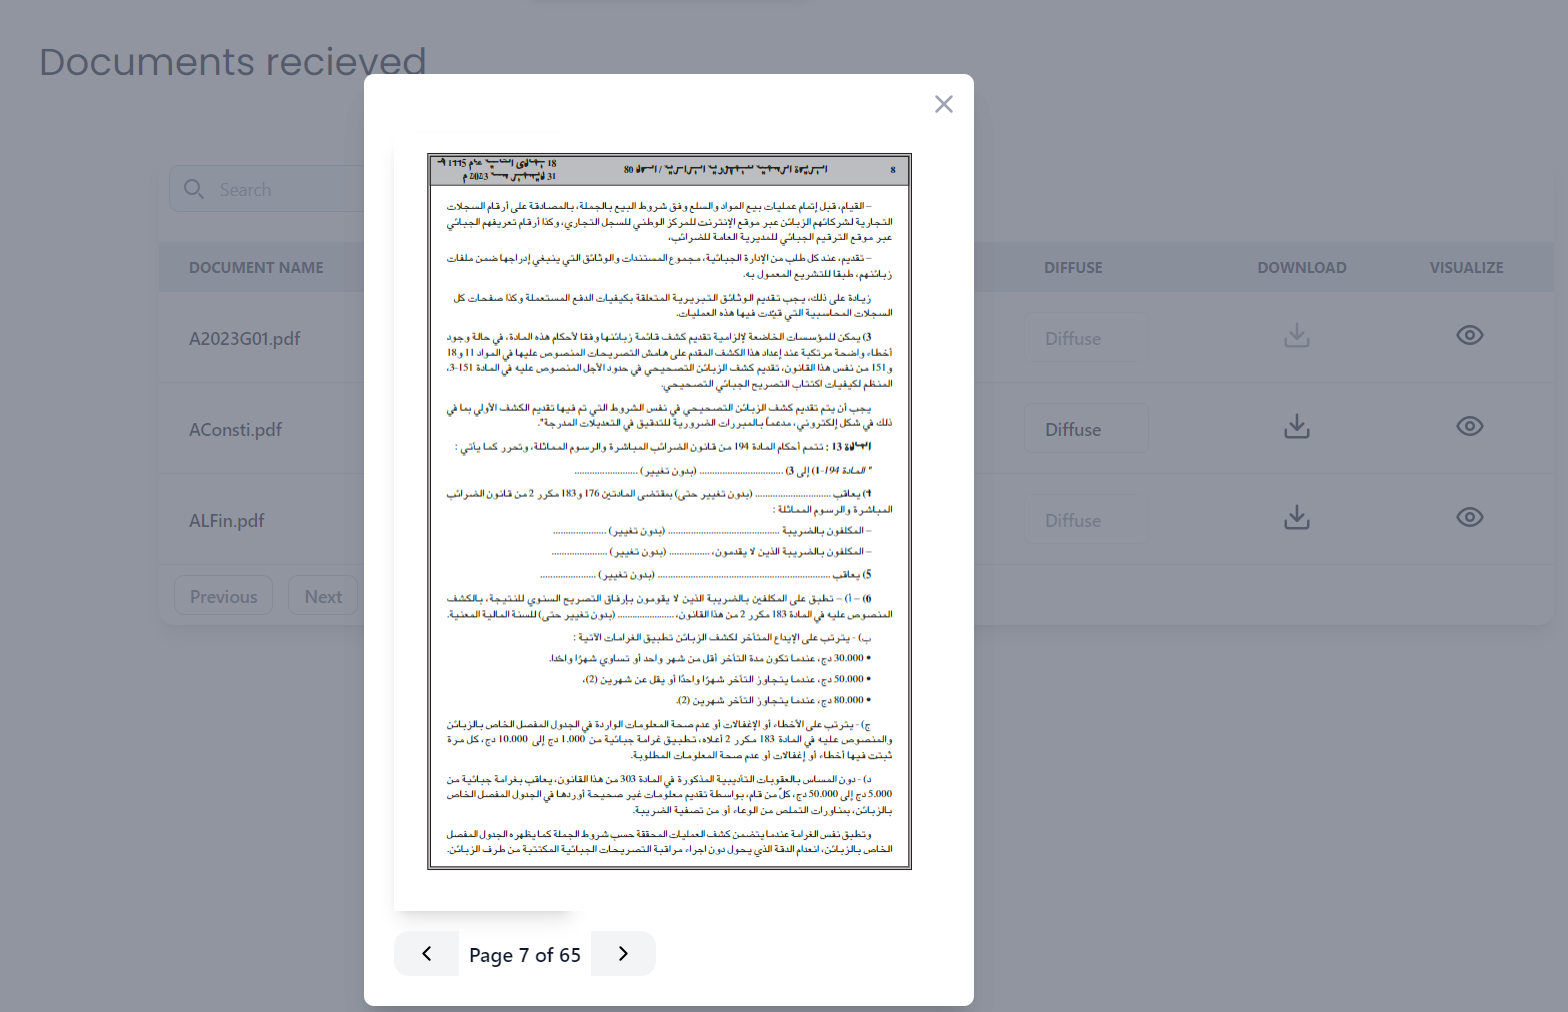 Documents recieved
Search
DOCUMENT NAME
DIFFUSE
DOWNLOAD
VISUALIZE
A2023G01.pdf
Diffuse
AConsti.pdf
Diffuse
ALFin.pdf
Diffuse
Previous
Next
8
الجريدة الرسمية للجمهورية الجزائرية / العدد 80
18
31 ديسمبر سنة 2023 م
– القيام، قبل إتمام عمليات بيع المواد والسلع وفق شروط البيع بالجملة، بالمصادقة على أرقام السجلات
التجارية لشركائهم الزبائن عبر موقع الإنترنت للمركز الوطني للسجل التجاري، وكذا أرقام تعريفهم الجبائي
عبر موقع الترقيم الجبائي للمديرية العامة للضرائب،
– تقديم، عند كل طلب من الإدارة الجبائية، مجموع المستندات والوثائق التي ينبغي إدراجها ضمن ملفات
زبائنهم، طبقا للتشريع المعمول به.
زيادة على ذلك، يجب تقديم الوثائق التبريرية المتعلقة بكيفيات الدفع المستعملة وكذا صفحات كل
السجلات المحاسبية التي قيّدت فيها هذه العمليات.
3) يمكن للمؤسسات الخاضعة لإلزامية تقديم كشف قائمة زبائنها وفقا لأحكام هذه المادة، في حالة وجود
أخطاء واضحة مرتكبة عند إعداد هذا الكشف المقدم على هامش التصريحات المنصوص عليها في المواد 11 و18
و151 من نفس هذا القانون، تقديم كشف الزبائن التصحيحي في حدود الأجل المنصوص عليه في المادة 151-3،
المنظم لكيفيات اكتتاب التصريح الجبائي التصحيحي.
يجب أن يتم تقديم كشف الزبائن التصحيحي في نفس الشروط التي تم فيها تقديم الكشف الأولي بما في
ذلك في شكل إلكتروني، مدعماً بالمبررات الضرورية للتدقيق في التعديلات المدرجة".
المادة 13 : تتمم أحكام المادة 194 من قانون الضرائب المباشرة والرسوم المماثلة، وتحرر كما يأتي :
" المادة 194-1) إلى 3) .............................. (بدون تغيير) .......................
4) يعاقب ........................... (بدون تغيير حتى) بمقتضى المادتين 176 و183 مكرر 2 من قانون الضرائب
المباشرة والرسوم المماثلة :
– المكلفون بالضريبة ........................................ (بدون تغيير) ...................
– المكلفون بالضريبة الذين لا يقدمون، .............. (بدون تغيير) ....................
5) يعاقب ............................................................. (بدون تغيير) ....................
6) – أ) – تطبق على المكلفين بالضريبة الذين لا يقومون بإرفاق التصريح السنوي للنتيجة، بالكشف
المنصوص عليه في المادة 183 مكرر 2 من هذا القانون، .................... (بدون تغيير حتى) للسنة المالية المعنية.
ب) - يترتب على الإيداع المتأخر لكشف الزبائن تطبيق الغرامات الآتية :
• 30.000 دج، عندما تكون مدة التأخر أقل من شهر واحد أو تساوي شهرًا واحدًا.
• 50.000 دج، عندما يتجاوز التأخر شهرًا واحدًا أو يقل عن شهرين (2)،
• 80.000 دج، عندما يتجاوز التأخر شهرين (2).
ج) - يترتب على الأخطاء أو الإغفالات أو عدم صحة المعلومات الواردة في الجدول المفصل الخاص بالزبائن
والمنصوص عليه في المادة 183 مكرر 2 أعلاه، تطبيق غرامة جبائية من 1.000 دج إلى 10.000 دج، كل مرة
ثبتت فيها أخطاء أو إغفالات أو عدم صحة المعلومات المطلوبة.
د) - دون المساس بالعقوبات التأديبية المذكورة في المادة 303 من هذا القانون، يعاقب بغرامة جبائية من
5.000 دج إلى 50.000 دج، كلّ من قام، بواسطة تقديم معلومات غير صحيحة أوردها في الجدول المفصل الخاص
بالزبائن، بمناورات التملص من الوعاء أو من تصفية الضريبة.
وتطبق نفس الغرامة عندما يتضمن كشف العمليات المحققة حسب شروط الجملة كما يظهره الجدول المفصل
الخاص بالزبائن، انعدام الدقة الذي يحول دون إجراء مراقبة التصريحات الجبائية المكتتبة من طرف الزبائن.
Page 7 of 65